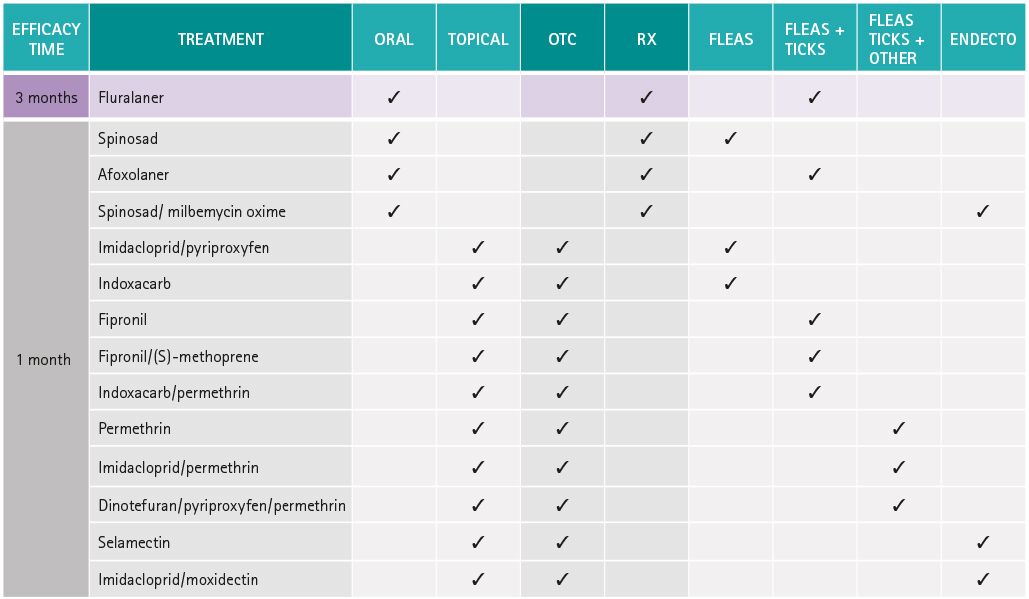 EFFICACY TIME TREATMENT ORAL TOPICAL OTC RX FLEAS FLEAS + TICKS FLEAS TICKS + OTHER ENDECTO
3 months Fluralaner ✓ ✓ ✓
1 month
Spinosad ✓ ✓ ✓
Afoxolaner ✓ ✓ ✓
Spinosad/ milbemycin oxime ✓ ✓ ✓
Imidacloprid/pyriproxyfen ✓ ✓ ✓
Indoxacarb ✓ ✓ ✓
Fipronil ✓ ✓ ✓
Fipronil/(S)-methoprene ✓ ✓ ✓
Indoxacarb/permethrin ✓ ✓ ✓
Permethrin ✓ ✓ ✓
Imidacloprid/permethrin ✓ ✓ ✓
Dinotefuran/pyriproxyfen/permethrin ✓ ✓ ✓
Selamectin ✓ ✓ ✓
Imidacloprid/moxidectin ✓ ✓ ✓